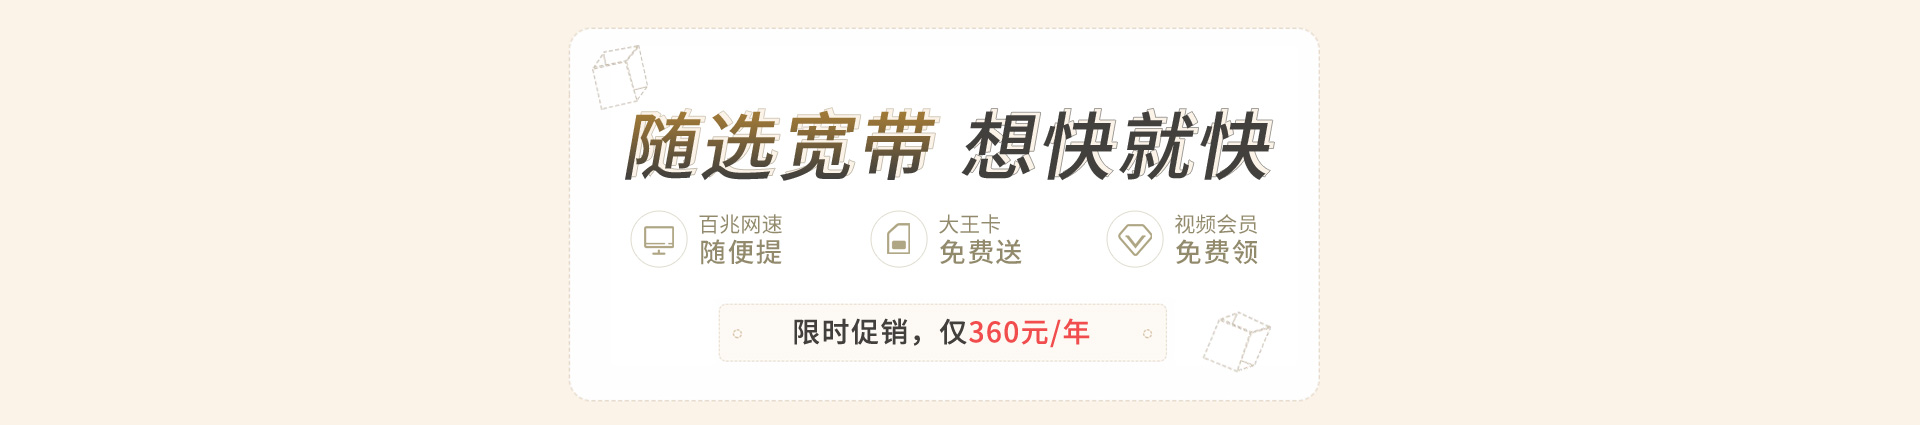 随选宽带 想快就快
百兆网速
随便提
大王卡
免费送
视频会员
免费领
限时促销，仅360元/年